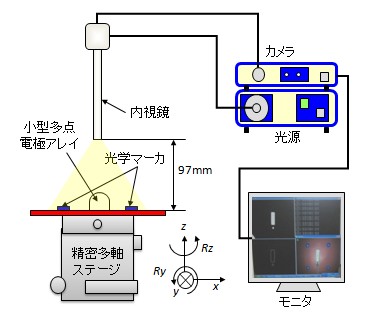 カメラ
内視鏡
光源
小型多点
電極アレイ
光学マーカ
97mm
精密多軸
ステージ
z
Rz
Ry
y
x
モニタ